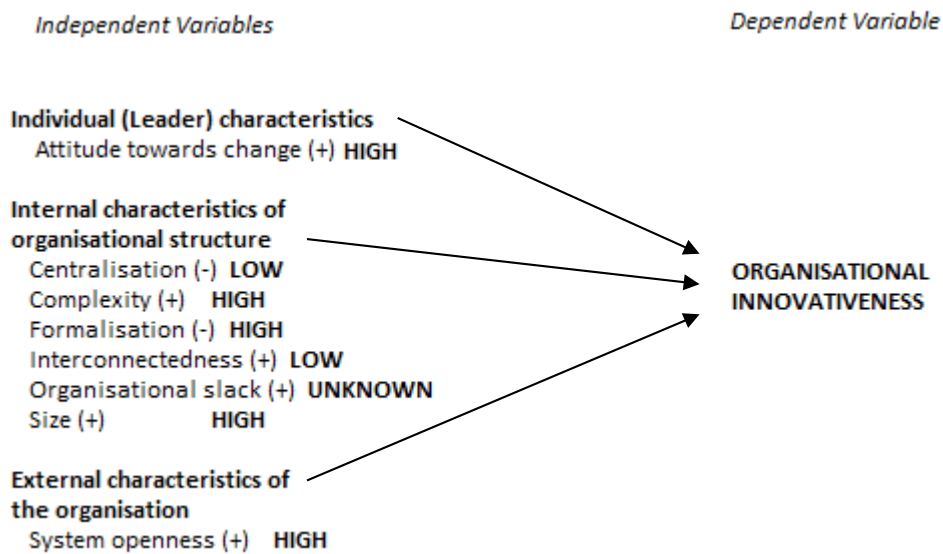 Independent Variables
Dependent Variable
Individual (Leader) characteristics
Attitude towards change (+) HIGH
Internal characteristics of
organisational structure
Centralisation (-) LOW
Complexity (+) HIGH
Formalisation (-) HIGH
Interconnectedness (+) LOW
Organisational slack (+) UNKNOWN
Size (+) HIGH
External characteristics of
the organisation
System openness (+) HIGH
ORGANISATIONAL
INNOVATIVENESS